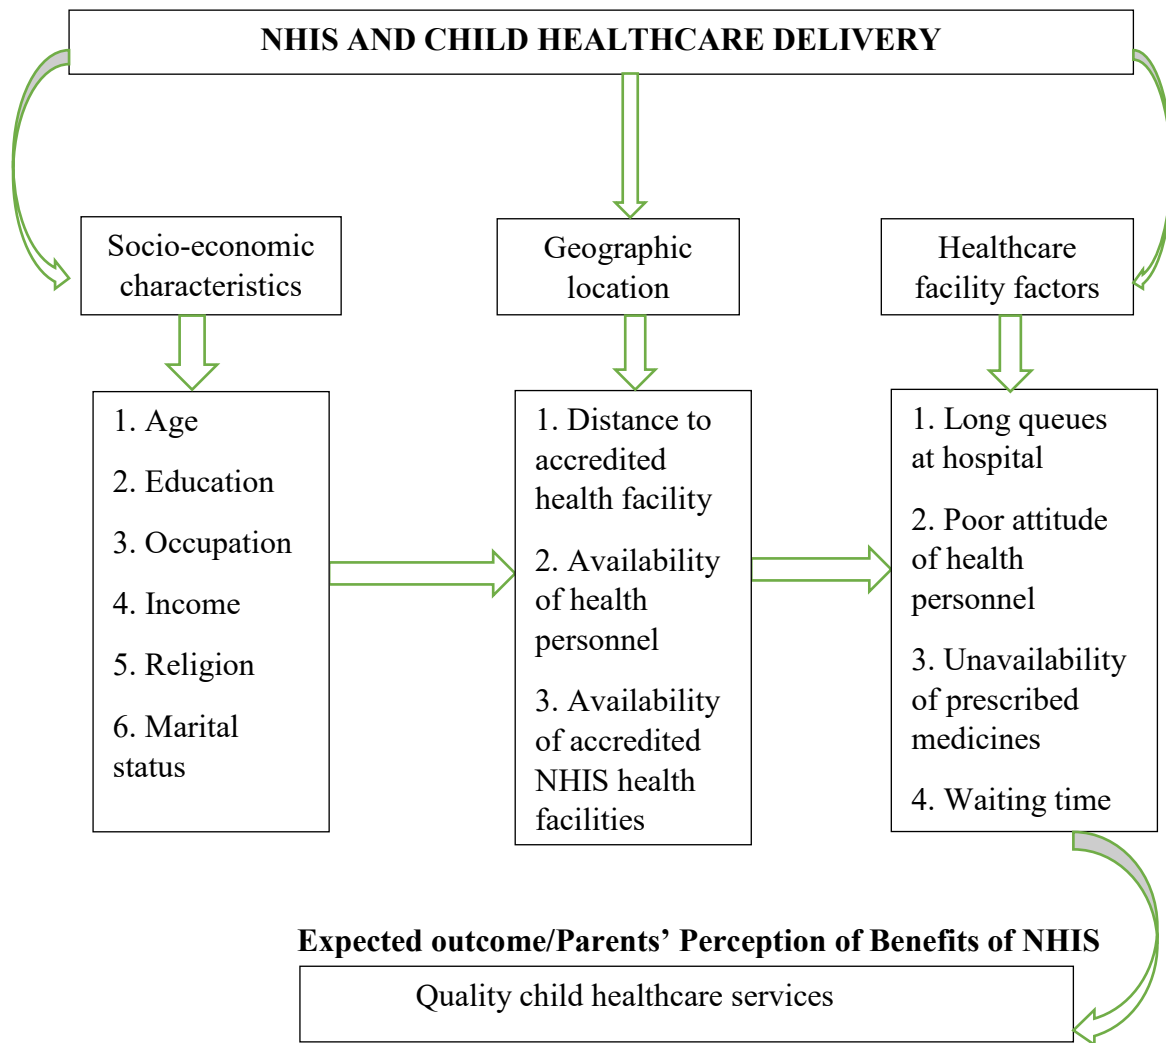 NHIS AND CHILD HEALTHCARE DELIVERY
Socio-economic
characteristics
Geographic
location
Healthcare
facility factors
1. Age
2. Education
3. Occupation
4. Income
5. Religion
6. Marital
status
1. Distance to
accredited
health facility
2. Availability
of health
personnel
3. Availability
of accredited
NHIS health
facilities
1. Long queues
at hospital
2. Poor attitude
of health
personnel
3. Unavailability
of prescribed
medicines
4. Waiting time
Expected outcome/Parents’ Perception of Benefits of NHIS
Quality child healthcare services